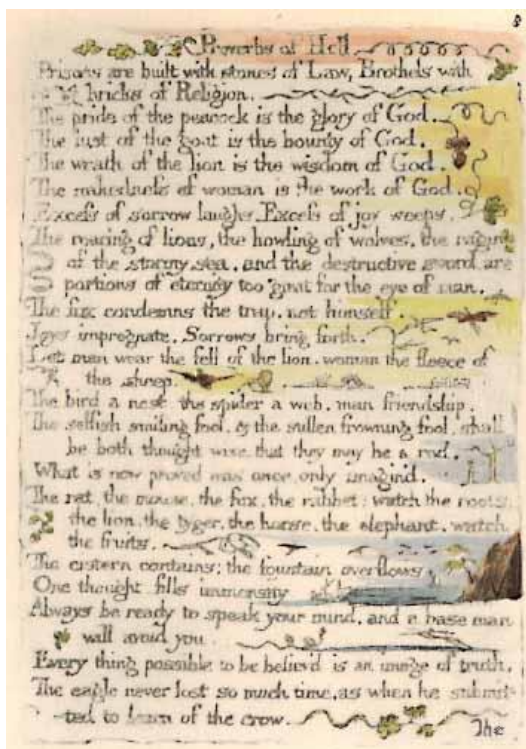 8
Proverbs of Hell
Prisons are built with stones of Law, Brothels with
bricks of Religion.
The pride of the peacock is the glory of God.
The lust of the goat is the bounty of God.
The wrath of the lion is the wisdom of God.
The nakedness of woman is the work of God.
Excess of sorrow laughs. Excess of joy weeps.
The roaring of lions, the howling of wolves, the raging
of the stormy sea, and the destructive sword, are
portions of eternity too great for the eye of man.
The fox condemns the trap, not himself.
Joys impregnate. Sorrows bring forth.
Let man wear the fell of the lion, woman the fleece of
the sheep.
The bird a nest, the spider a web, man friendship.
The selfish smiling fool, & the sullen frowning fool, shall
be both thought wise, that they may be a rod.
What is now proved was once, only imagin'd.
The rat, the mouse, the fox, the rabbet: watch the roots,
the lion, the tyger, the horse, the elephant, watch
the fruits.
The cistern contains; the fountain overflows
One thought, fills immensity
Always be ready to speak your mind, and a base man
will avoid you.
Every thing possible to be believ'd is an image of truth.
The eagle never lost so much time, as when he submit-
-ted to learn of the crow.
The